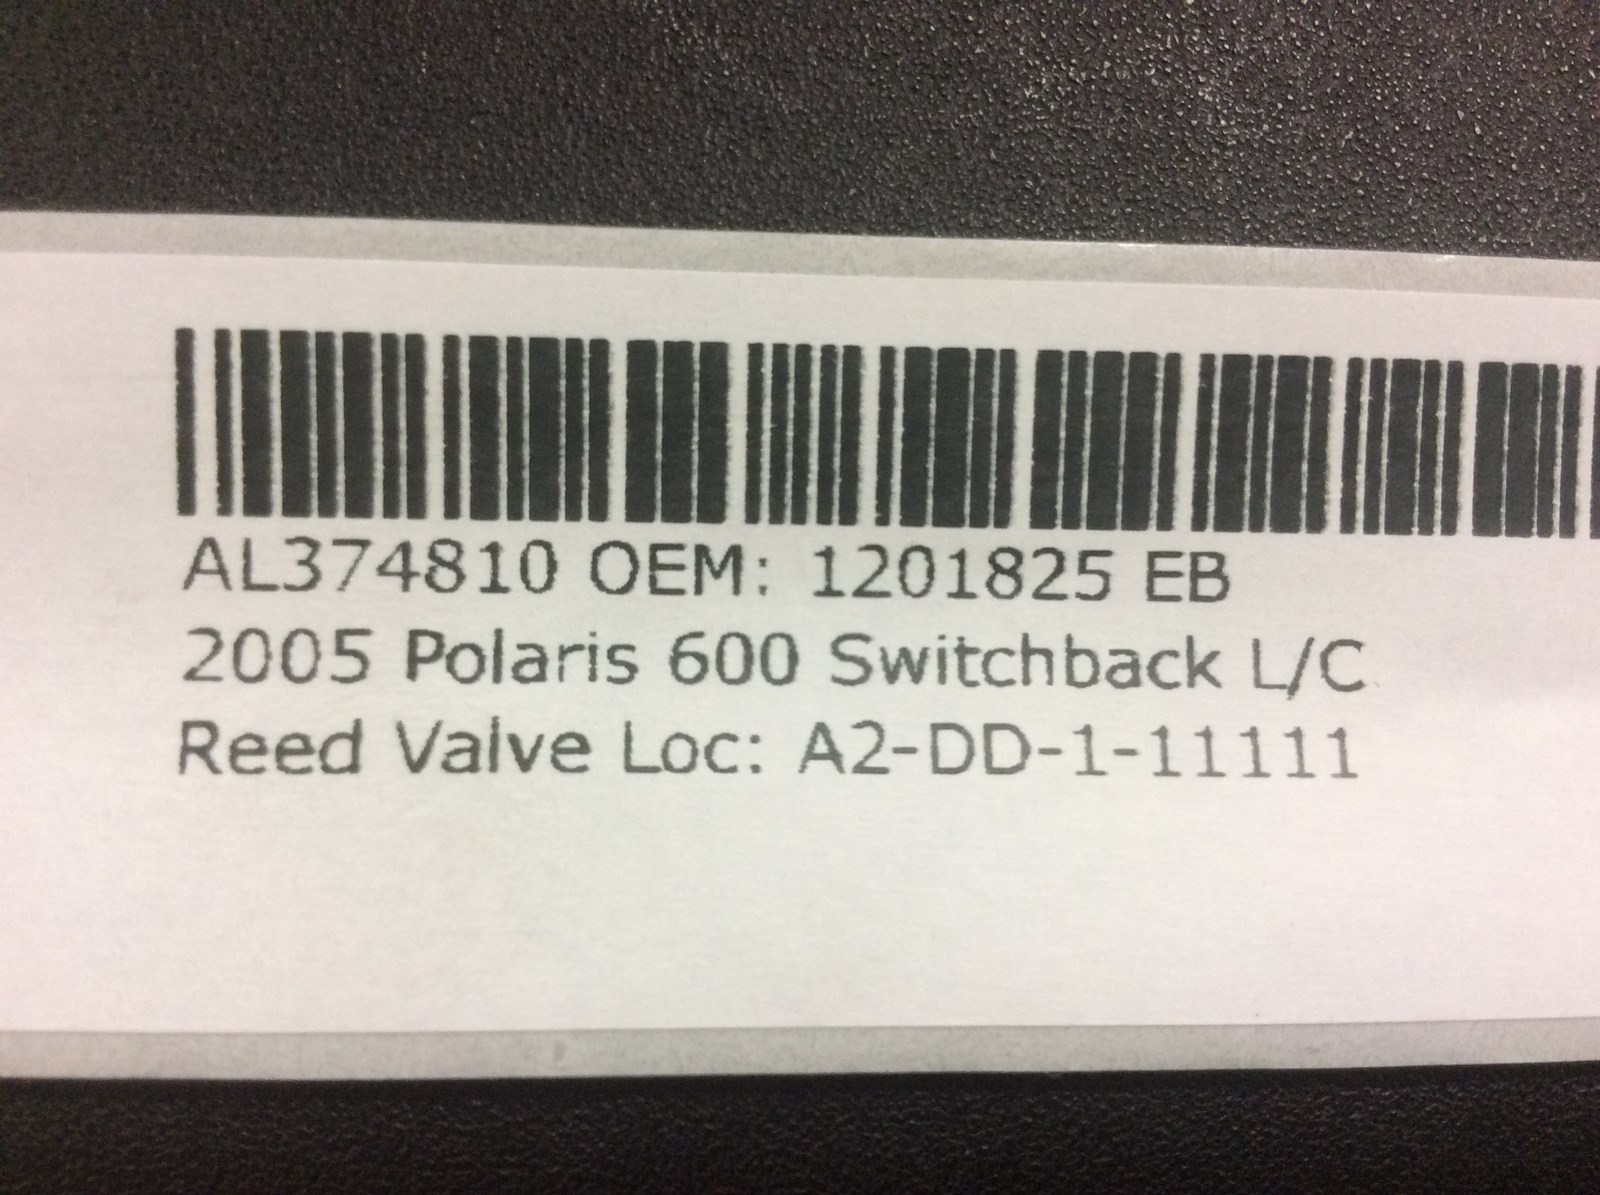 AL374810 OEM: 1201825 EB
2005 Polaris 600 Switchback L/C
Reed Valve Loc: A2-DD-1-11111